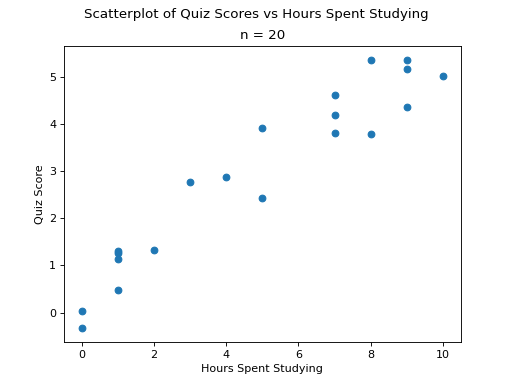 Scatterplot of Quiz Scores vs Hours Spent Studying
n = 20
Quiz Score
5
4
3
2
1
0
0 2 4 6 8 10
Hours Spent Studying